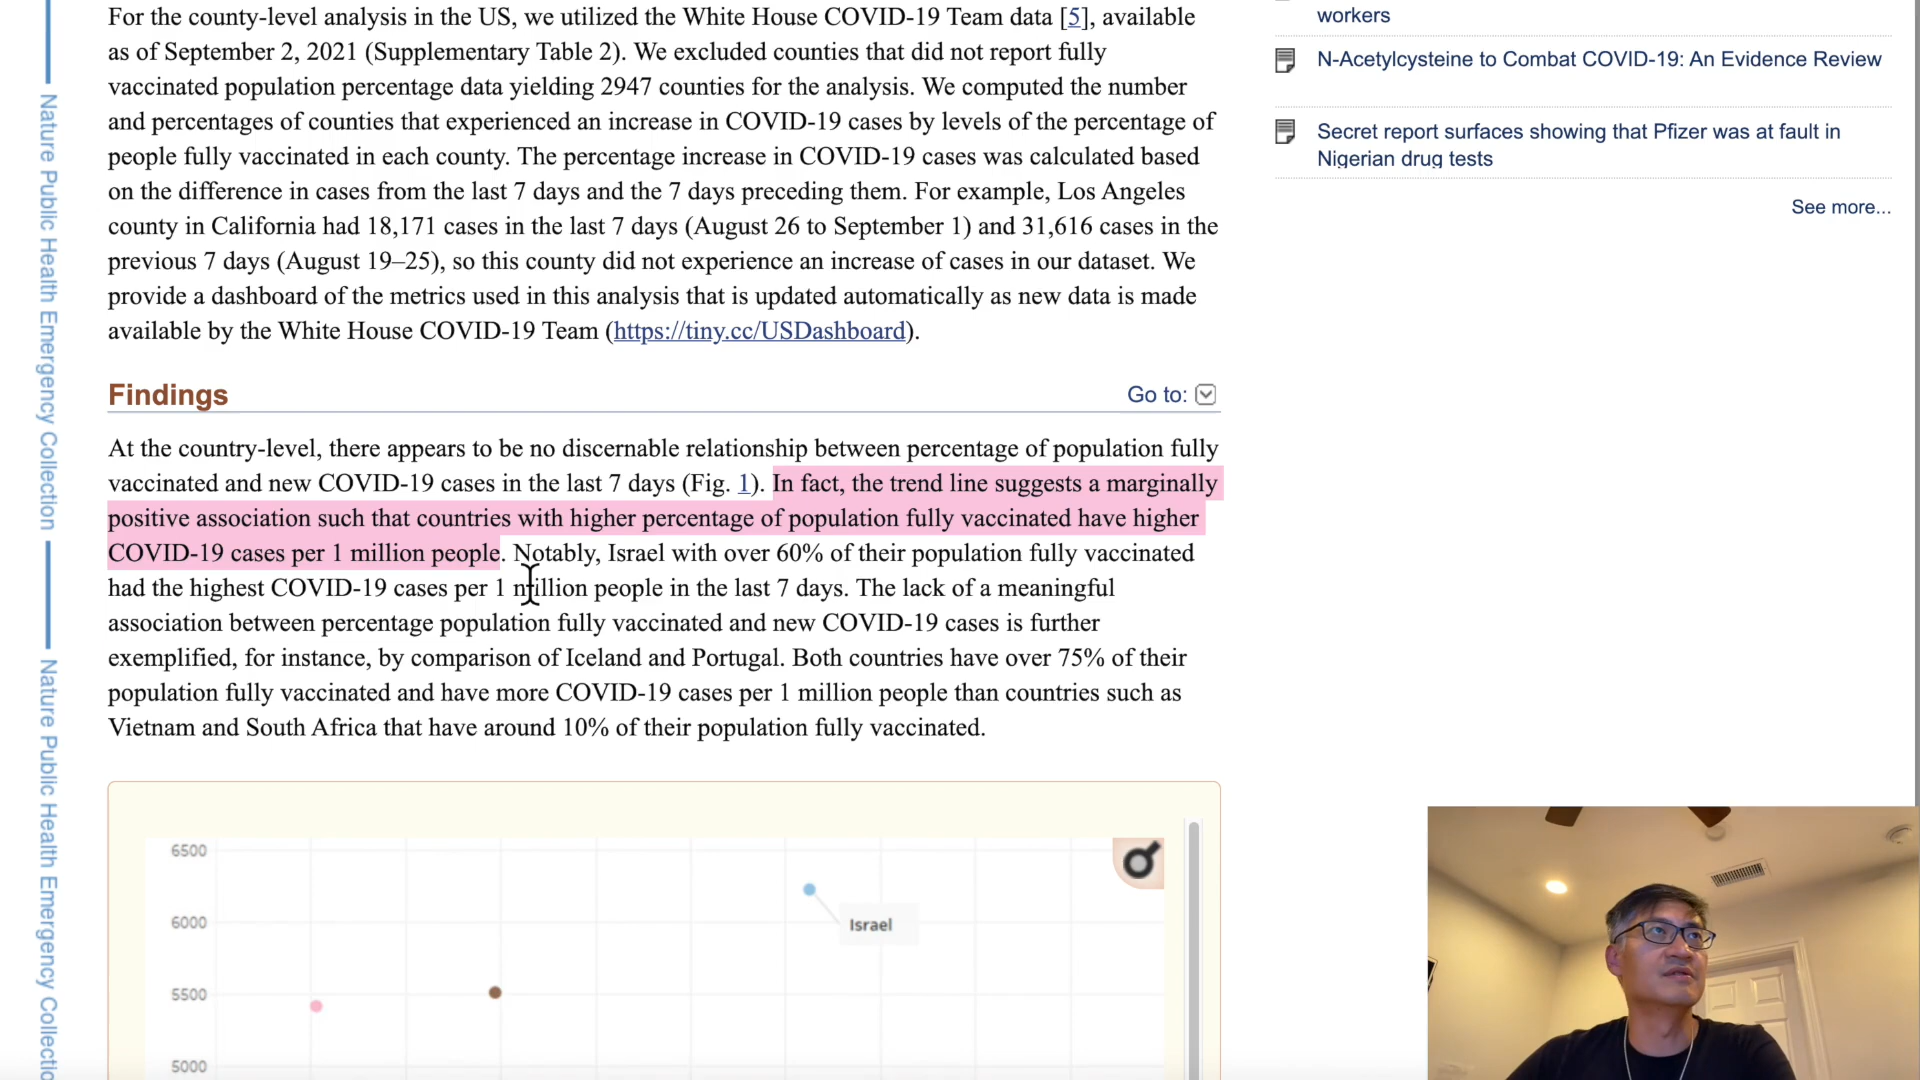 For the county-level analysis in the US, we utilized the White House COVID-19 Team data [5], available
as of September 2, 2021 (Supplementary Table 2). We excluded counties that did not report fully
vaccinated population percentage data yielding 2947 counties for the analysis. We computed the number
and percentages of counties that experienced an increase in COVID-19 cases by levels of the percentage of
people fully vaccinated in each county. The percentage increase in COVID-19 cases was calculated based
on the difference in cases from the last 7 days and the 7 days preceding them. For example, Los Angeles
county in California had 18,171 cases in the last 7 days (August 26 to September 1) and 31,616 cases in the
previous 7 days (August 19–25), so this county did not experience an increase of cases in our dataset. We
provide a dashboard of the metrics used in this analysis that is updated automatically as new data is made
available by the White House COVID-19 Team (https://tiny.cc/USDashboard).
Findings
Go to:
At the country-level, there appears to be no discernable relationship between percentage of population fully
vaccinated and new COVID-19 cases in the last 7 days (Fig. 1). In fact, the trend line suggests a marginally
positive association such that countries with higher percentage of population fully vaccinated have higher
COVID-19 cases per 1 million people. Notably, Israel with over 60% of their population fully vaccinated
had the highest COVID-19 cases per 1 million people in the last 7 days. The lack of a meaningful
association between percentage population fully vaccinated and new COVID-19 cases is further
exemplified, for instance, by comparison of Iceland and Portugal. Both countries have over 75% of their
population fully vaccinated and have more COVID-19 cases per 1 million people than countries such as
Vietnam and South Africa that have around 10% of their population fully vaccinated.
6500
6000
5500
5000
Israel
workers
N-Acetylcysteine to Combat COVID-19: An Evidence Review
Secret report surfaces showing that Pfizer was at fault in
Nigerian drug tests
See more...
Nature Public Health Emergency Collection
Nature Public Health Emergency Collectio